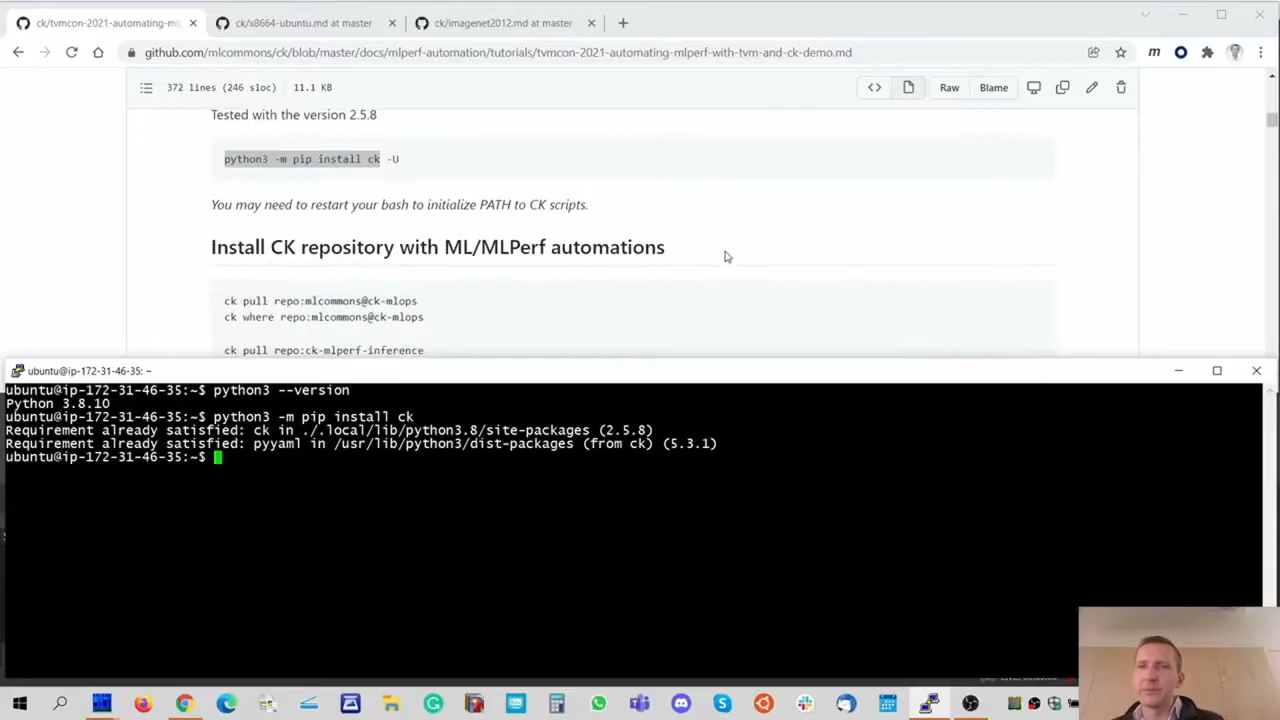 ck/tvmcon-2021-automating-ml
ck/x8664-ubuntu.md at master
ck/imagenet2012.md at master
github.com/mlcommons/ck/blob/master/docs/mlperf-automation/tutorials/tvmcon-2021-automating-mlperf-with-tvm-and-ck-demo.md
372 lines (246 sloc) 11.1 KB
Raw Blame
Tested with the version 2.5.8
python3 -m pip install ck -U
You may need to restart your bash to initialize PATH to CK scripts.
Install CK repository with ML/MLPerf automations
ck pull repo:mlcommons@ck-mlops
ck where repo:mlcommons@ck-mlops
ck pull repo:ck-mlperf-inference
ubuntu@ip-172-31-46-35: ~
ubuntu@ip-172-31-46-35:~$ python3 --version
Python 3.8.10
ubuntu@ip-172-31-46-35:~$ python3 -m pip install ck
Requirement already satisfied: ck in ./.local/lib/python3.8/site-packages (2.5.8)
Requirement already satisfied: pyyaml in /usr/lib/python3/dist-packages (from ck) (5.3.1)
ubuntu@ip-172-31-46-35:~$